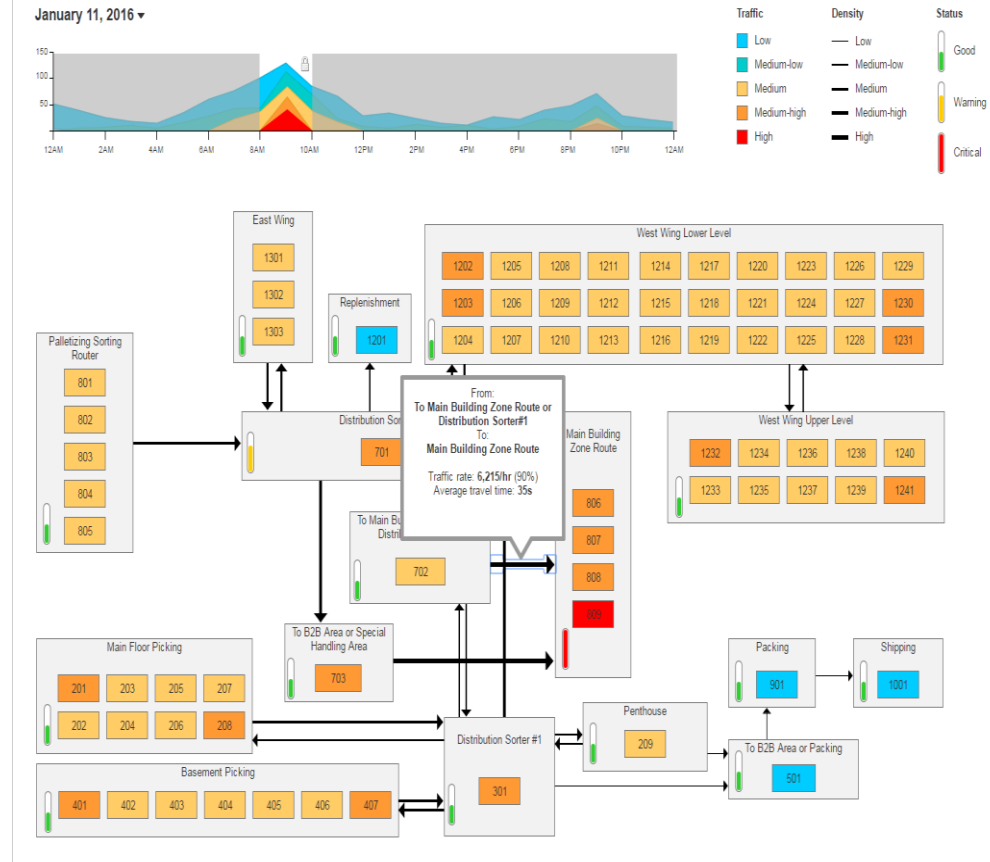 January 11, 2016
Traffic
Density
Status
Low
Medium-low
Medium
Medium-high
High
Low
Medium-low
Medium
Medium-high
High
Good
Warning
Critical
150
100
50
12AM 2AM 4AM 6AM 8AM 10AM 12PM 2PM 4PM 6PM 8PM 10PM 12AM
East Wing
1301
1302
1303
Replenishment
1201
West Wing Lower Level
1202 1205 1208 1211 1214 1217 1220 1223 1226 1229
1203 1206 1209 1212 1215 1218 1221 1224 1227 1230
1204 1207 1210 1213 1216 1219 1222 1225 1228 1231
Palletizing Sorting
Router
801
802
803
804
805
Distribution Sor
701
From:
To Main Building Zone Route or
Distribution Sorter#1
To:
Main Building Zone Route
Traffic rate: 6,215/hr (90%)
Average travel time: 35s
Main Building
Zone Route
806
807
808
809
West Wing Upper Level
1232 1234 1236 1238 1240
1233 1235 1237 1239 1241
To Main Bu
Distri
702
To B2B Area or Special
Handling Area
703
Main Floor Picking
201 203 205 207
202 204 206 208
Basement Picking
401 402 403 404 405 406 407
Distribution Sorter #1
301
Penthouse
209
Packing
901
Shipping
1001
To B2B Area or Packing
501